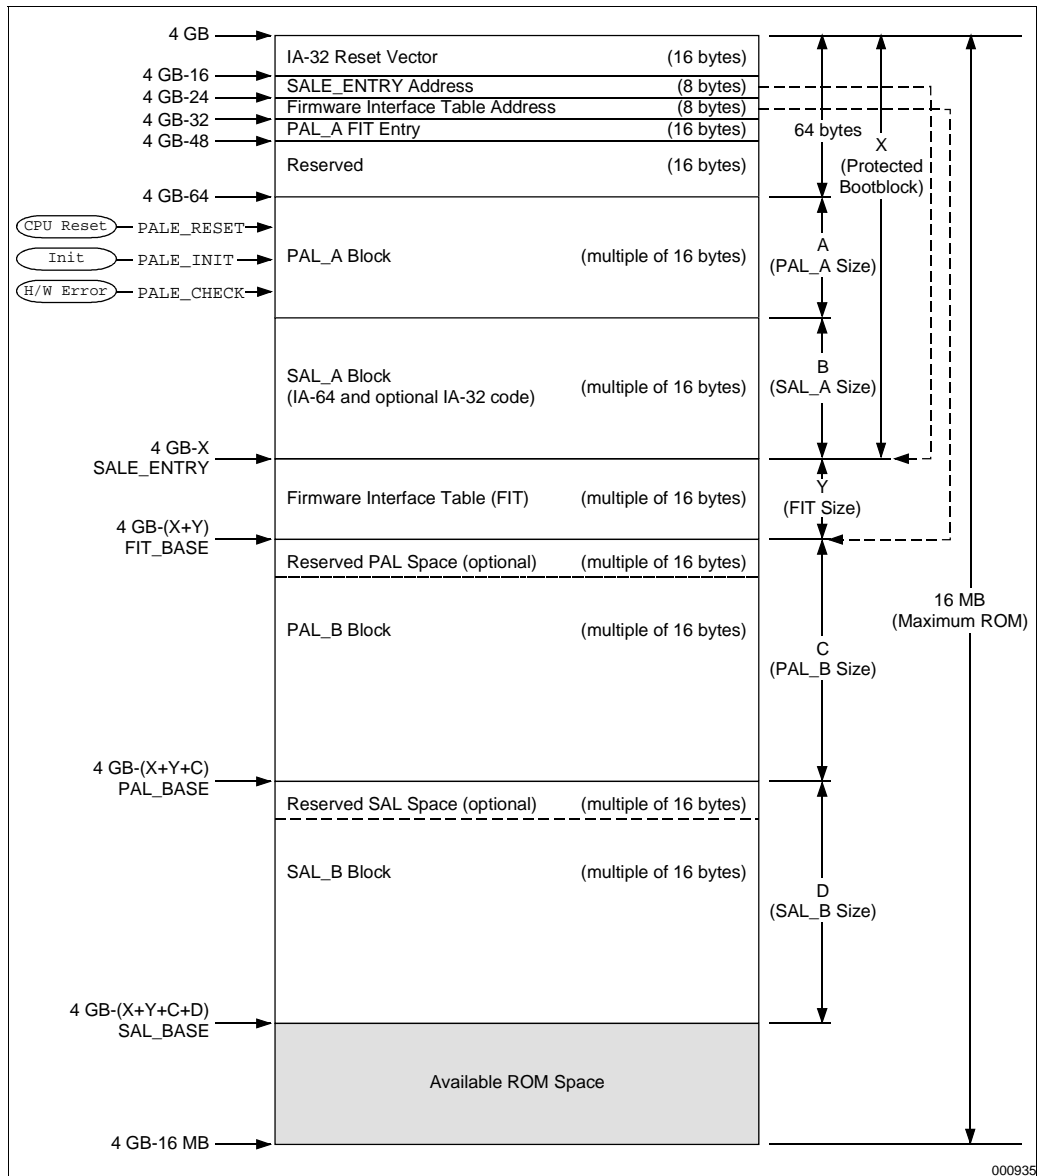 4 GB
IA-32 Reset Vector (16 bytes)
4 GB-16
SALE_ENTRY Address (8 bytes)
4 GB-24
Firmware Interface Table Address (8 bytes)
4 GB-32
PAL_A FIT Entry (16 bytes)
4 GB-48
64 bytes
X
(Protected
Bootblock)
Reserved (16 bytes)
4 GB-64
CPU Reset PALE_RESET
Init PALE_INIT
H/W Error PALE_CHECK
PAL_A Block (multiple of 16 bytes)
A
(PAL_A Size)
SAL_A Block
(IA-64 and optional IA-32 code) (multiple of 16 bytes)
B
(SAL_A Size)
4 GB-X
SALE_ENTRY
Firmware Interface Table (FIT) (multiple of 16 bytes)
Y
(FIT Size)
4 GB-(X+Y)
FIT_BASE
Reserved PAL Space (optional) (multiple of 16 bytes)
16 MB
(Maximum ROM)
PAL_B Block (multiple of 16 bytes)
C
(PAL_B Size)
4 GB-(X+Y+C)
PAL_BASE
Reserved SAL Space (optional) (multiple of 16 bytes)
SAL_B Block (multiple of 16 bytes)
D
(SAL_B Size)
4 GB-(X+Y+C+D)
SAL_BASE
Available ROM Space
4 GB-16 MB
000935